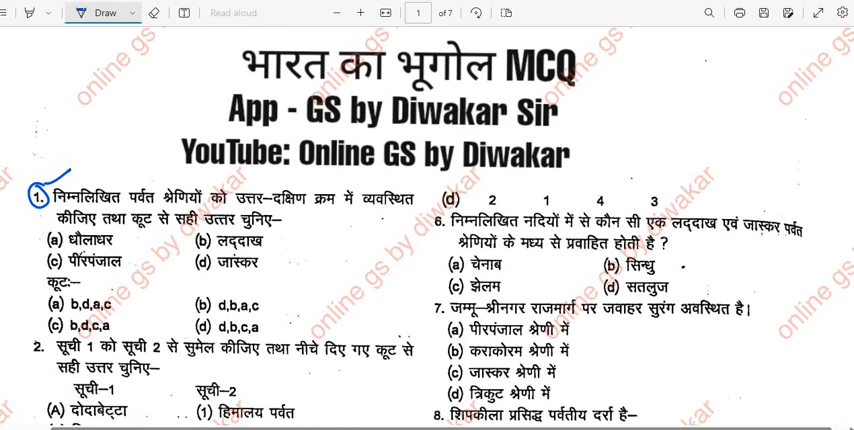 Draw
Read aloud
1 of 7
भारत का भूगोल MCQ
App - GS by Diwakar Sir
YouTube: Online GS by Diwakar
1. निम्नलिखित पर्वत श्रेणियों को उत्तर-दक्षिण क्रम में व्यवस्थित
कीजिए तथा कूट से सही उत्तर चुनिए-
(a) धौलाधर (b) लद्दाख
(c) पीरपंजाल (d) जांस्कर
कूटः-
(a) b,d,a,c (b) d,b,a,c
(c) b,d,c,a (d) d,b,c,a
2. सूची 1 को सूची 2 से सुमेल कीजिए तथा नीचे दिए गए कूट से
सही उत्तर चुनिए-
सूची-1 सूची-2
(A) दोदाबेट्टा (1) हिमालय पर्वत
(d) 2 1 4 3
6. निम्नलिखित नदियों में से कौन सी एक लद्दाख एवं जास्कर पर्वत
श्रेणियों के मध्य से प्रवाहित होती है ?
(a) चेनाब (b) सिन्धु
(c) झेलम (d) सतलुज
7. जम्मू-श्रीनगर राजमार्ग पर जवाहर सुरंग अवस्थित है।
(a) पीरपंजाल श्रेणी में
(b) कराकोरम श्रेणी में
(c) जास्कर श्रेणी में
(d) त्रिकुट श्रेणी में
8. शिपकीला प्रसिद्ध पर्वतीय दर्रा है-
online gs by diwakar